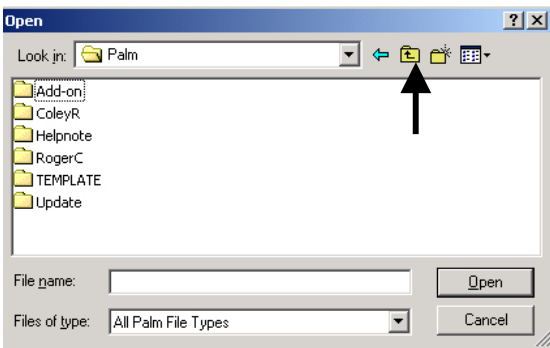 Open
Look in: Palm
Add-on
ColeyR
Helpnote
RogerC
TEMPLATE
Update
File name: Open
Files of type: All Palm File Types Cancel